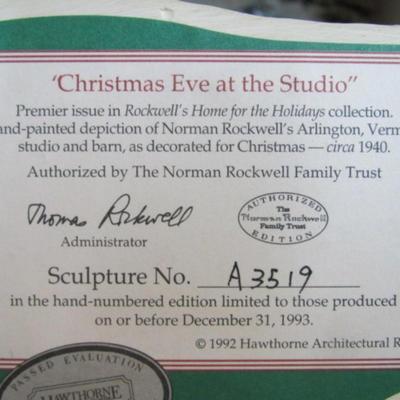 'Christmas Eve at the Studio"
Premier issue in Rockwell's Home for the Holidays collection.
and-painted depiction of Norman Rockwell's Arlington, Verm
studio and barn, as decorated for Christmas — circa 1940.
Authorized by The Norman Rockwell Family Trust
Thomas Rockwell
Administrator
AUTHORIZED
The
Norman Rockwell
Family Trust
EDITION
Sculpture No. A3519
in the hand-numbered edition limited to those produced
on or before December 31, 1993.
© 1992 Hawthorne Architectural R
PASSED EVALUATION
HAWTHORNE